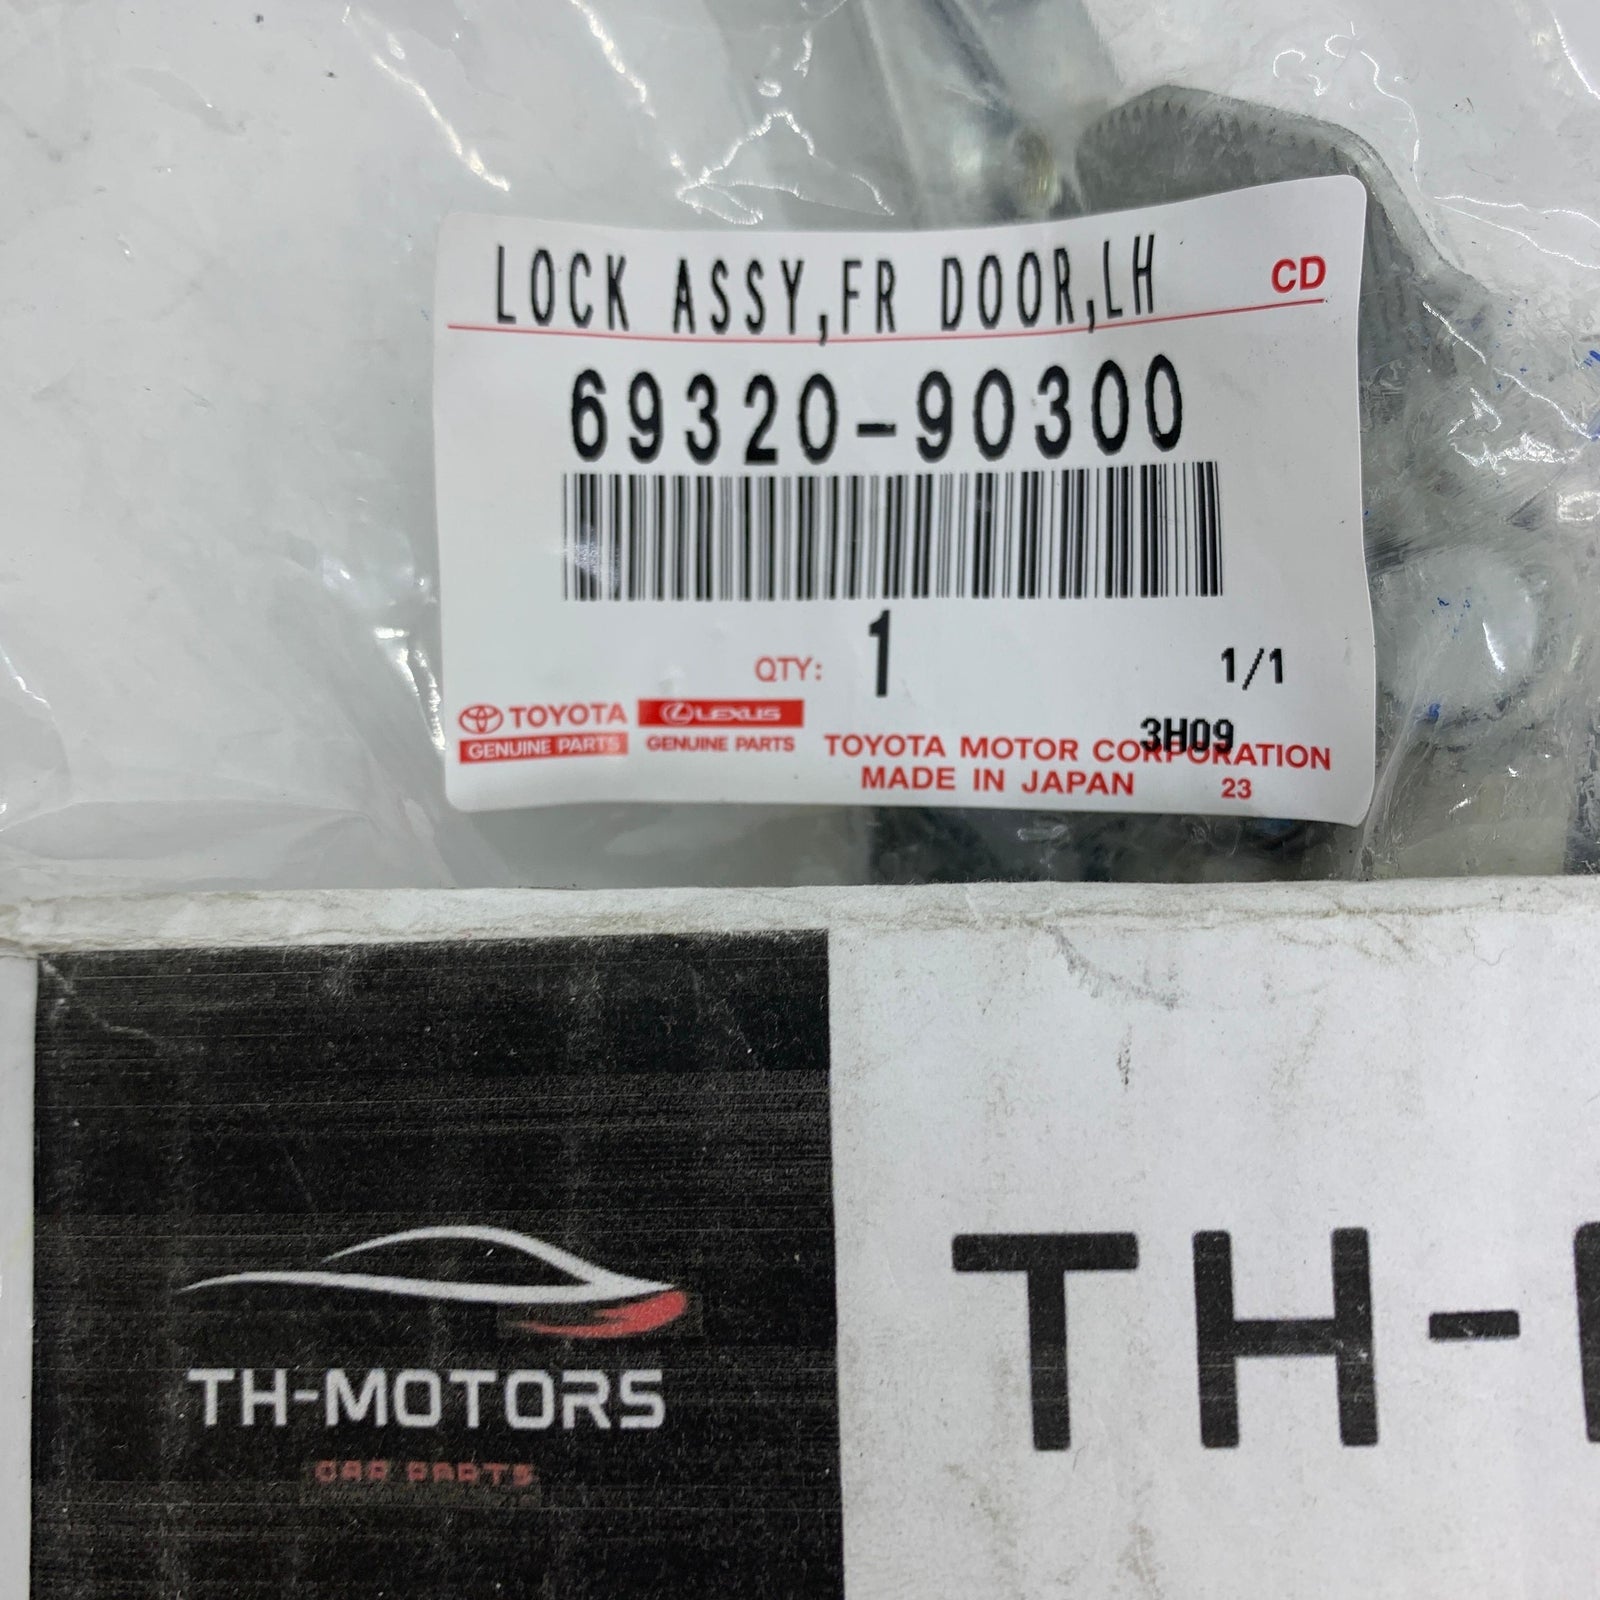 LOCK ASSY,FR DOOR,LH
CD
69320-90300
QTY: 1
1/1
TOYOTA
GENUINE PARTS
LEXUS
GENUINE PARTS
3H09
TOYOTA MOTOR CORPORATION
MADE IN JAPAN
23
TH-MOTORS
CAR PARTS
TH-